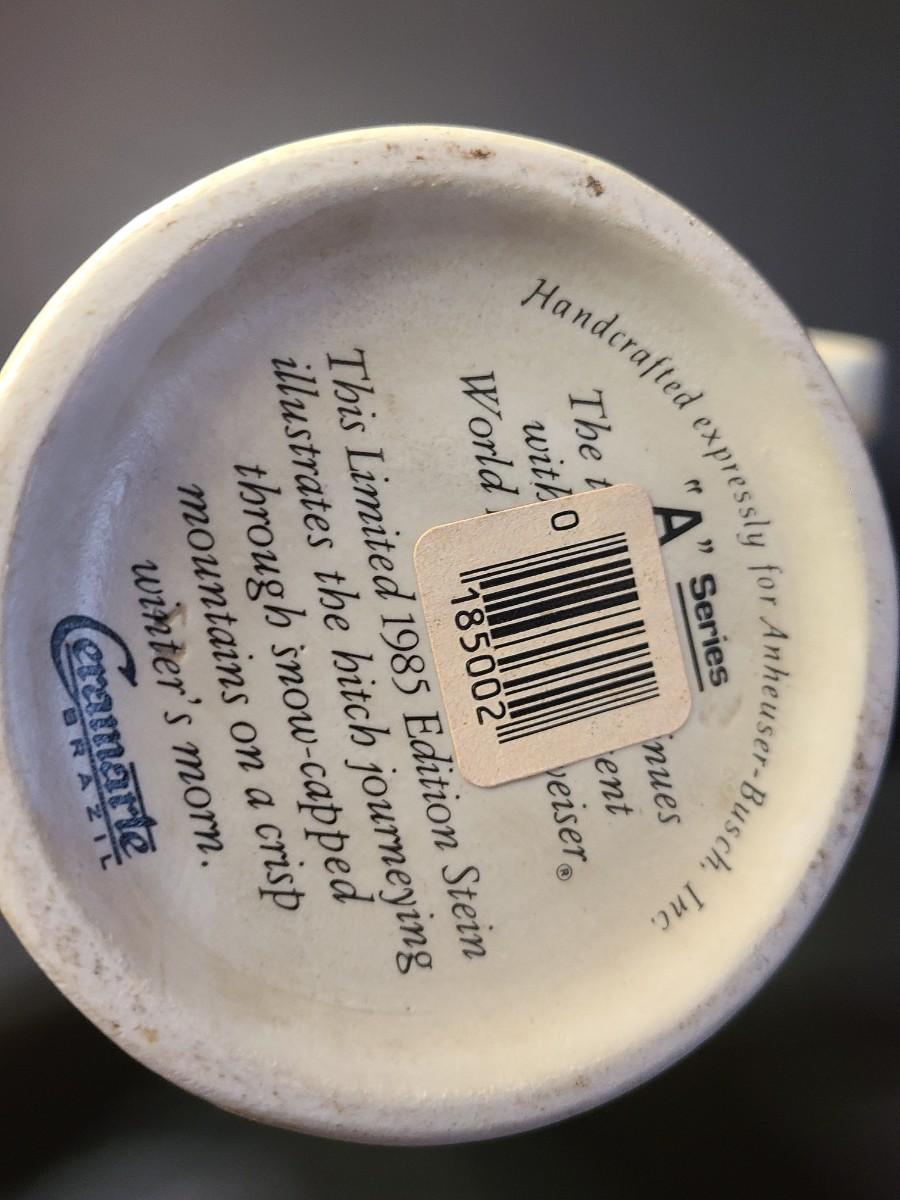 Handcrafted expressly for Anheuser-Busch, Inc.
"A" Series
The inues
with ent
World eiser®
0 185002
This Limited 1985 Edition Stein
illustrates the hitch journeying
through snow-capped
mountains on a crisp
winter's morn.
Ceramarte
BRAZIL